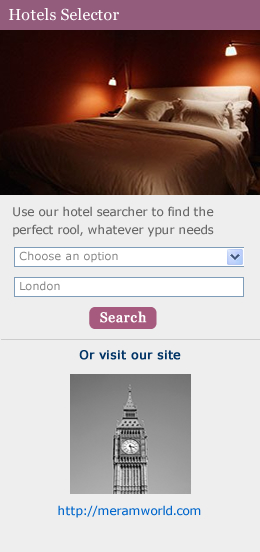 Hotels Selector
Use our hotel searcher to find the
perfect rool, whatever ypur needs
Choose an option
London
Search
Or visit our site
http://meramworld.com